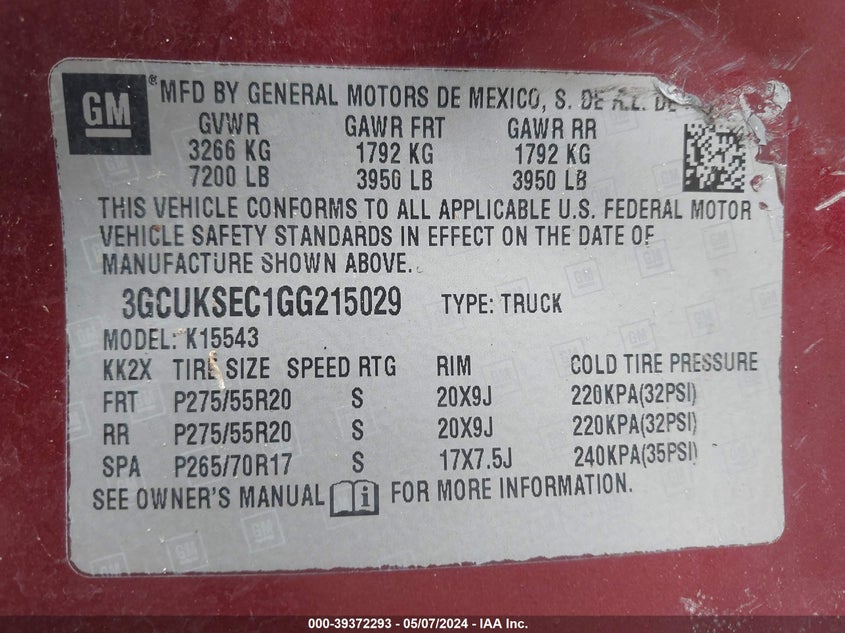 GM ® MFD BY GENERAL MOTORS DE MEXICO, S. DE R.L. DE
GVWR GAWR FRT GAWR RR
3266 KG 1792 KG 1792 KG
7200 LB 3950 LB 3950 LB
THIS VEHICLE CONFORMS TO ALL APPLICABLE U.S. FEDERAL MOTOR
VEHICLE SAFETY STANDARDS IN EFFECT ON THE DATE OF
MANUFACTURE SHOWN ABOVE.
3GCUKSEC1GG215029 TYPE: TRUCK
MODEL: K15543
KK2X TIRE SIZE SPEED RTG RIM COLD TIRE PRESSURE
FRT P275/55R20 S 20X9J 220KPA(32PSI)
RR P275/55R20 S 20X9J 220KPA(32PSI)
SPA P265/70R17 S 17X7.5J 240KPA(35PSI)
SEE OWNER'S MANUAL i FOR MORE INFORMATION.
000-39372293 - 05/07/2024 - IAA Inc.